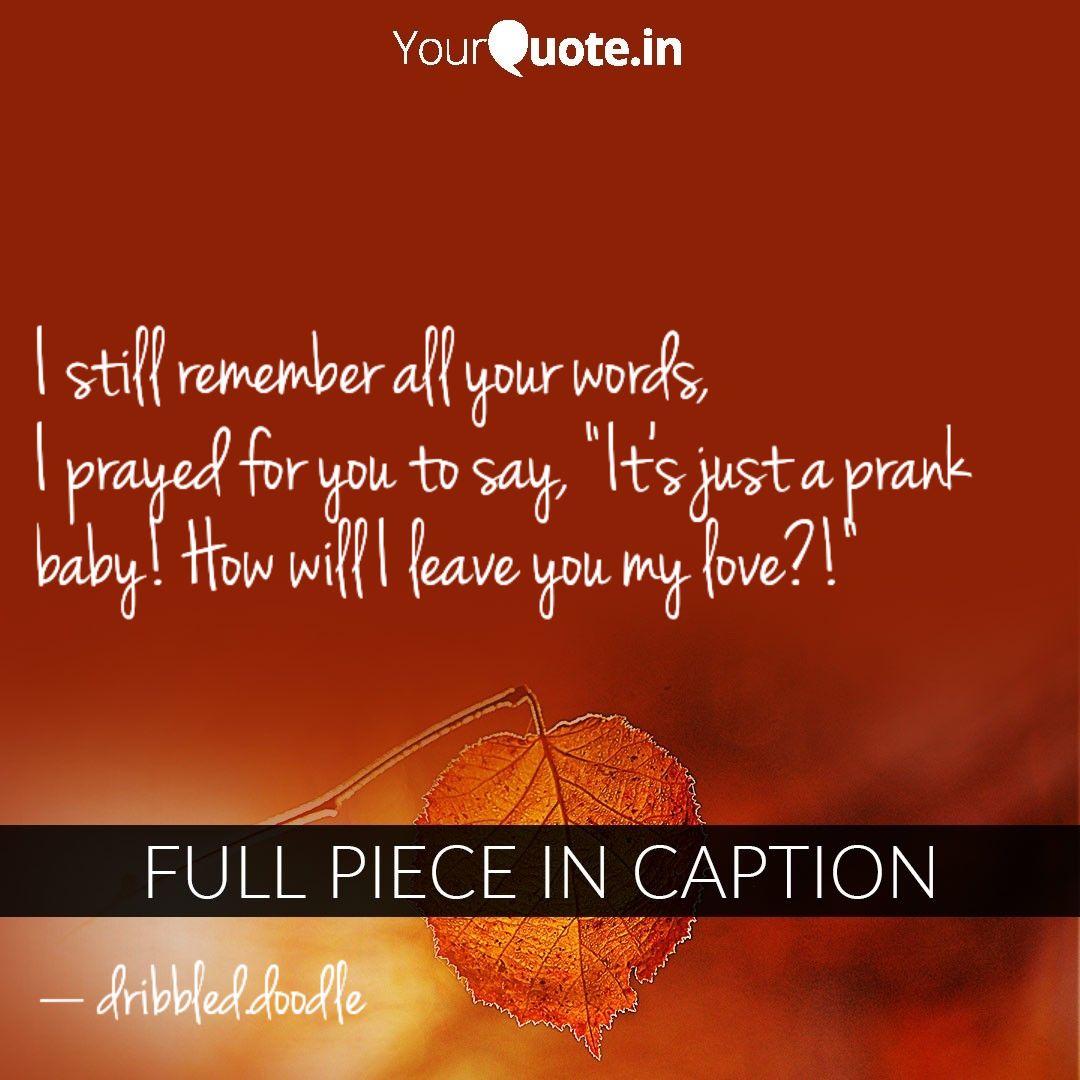 YourQuote.in
I still remember all your words,
I prayed for you to say, "It's just a prank
baby! How will I leave you my love?!"
FULL PIECE IN CAPTION
— dribbled.doodle